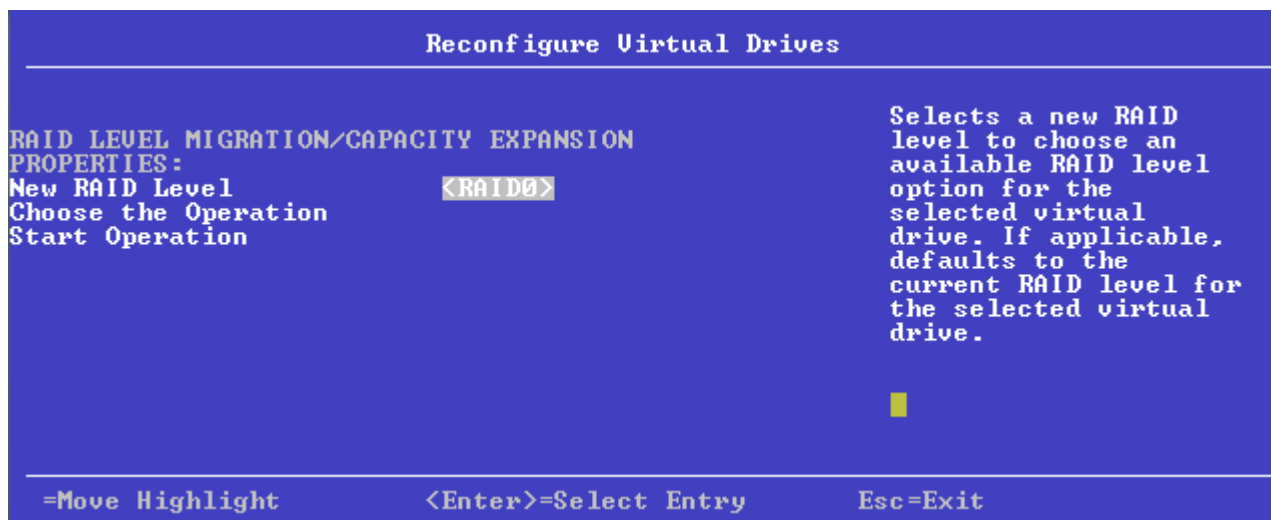 Reconfigure Virtual Drives
RAID LEVEL MIGRATION/CAPACITY EXPANSION
PROPERTIES:
New RAID Level <RAID0>
Choose the Operation
Start Operation
Selects a new RAID
level to choose an
available RAID level
option for the
selected virtual
drive. If applicable,
defaults to the
current RAID level for
the selected virtual
drive.
=Move Highlight <Enter>=Select Entry Esc=Exit